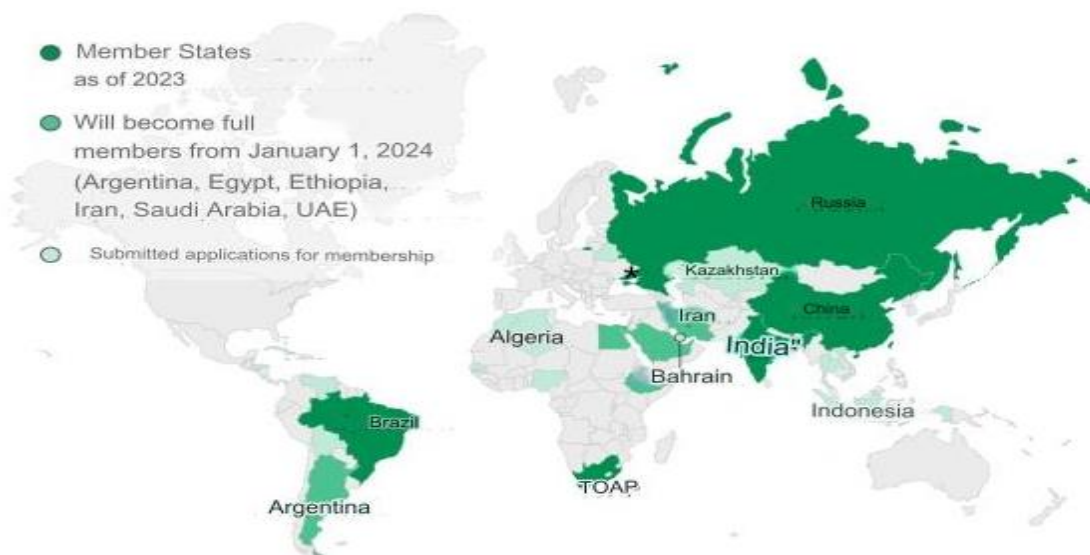 Member States
as of 2023
Will become full
members from January 1, 2024
(Argentina, Egypt, Ethiopia,
Iran, Saudi Arabia, UAE)
Submitted applications for membership
Russia
Kazakhstan
*
China
Iran
Algeria
India"
Bahrain
Indonesia
Brazil
TOAP
Argentina